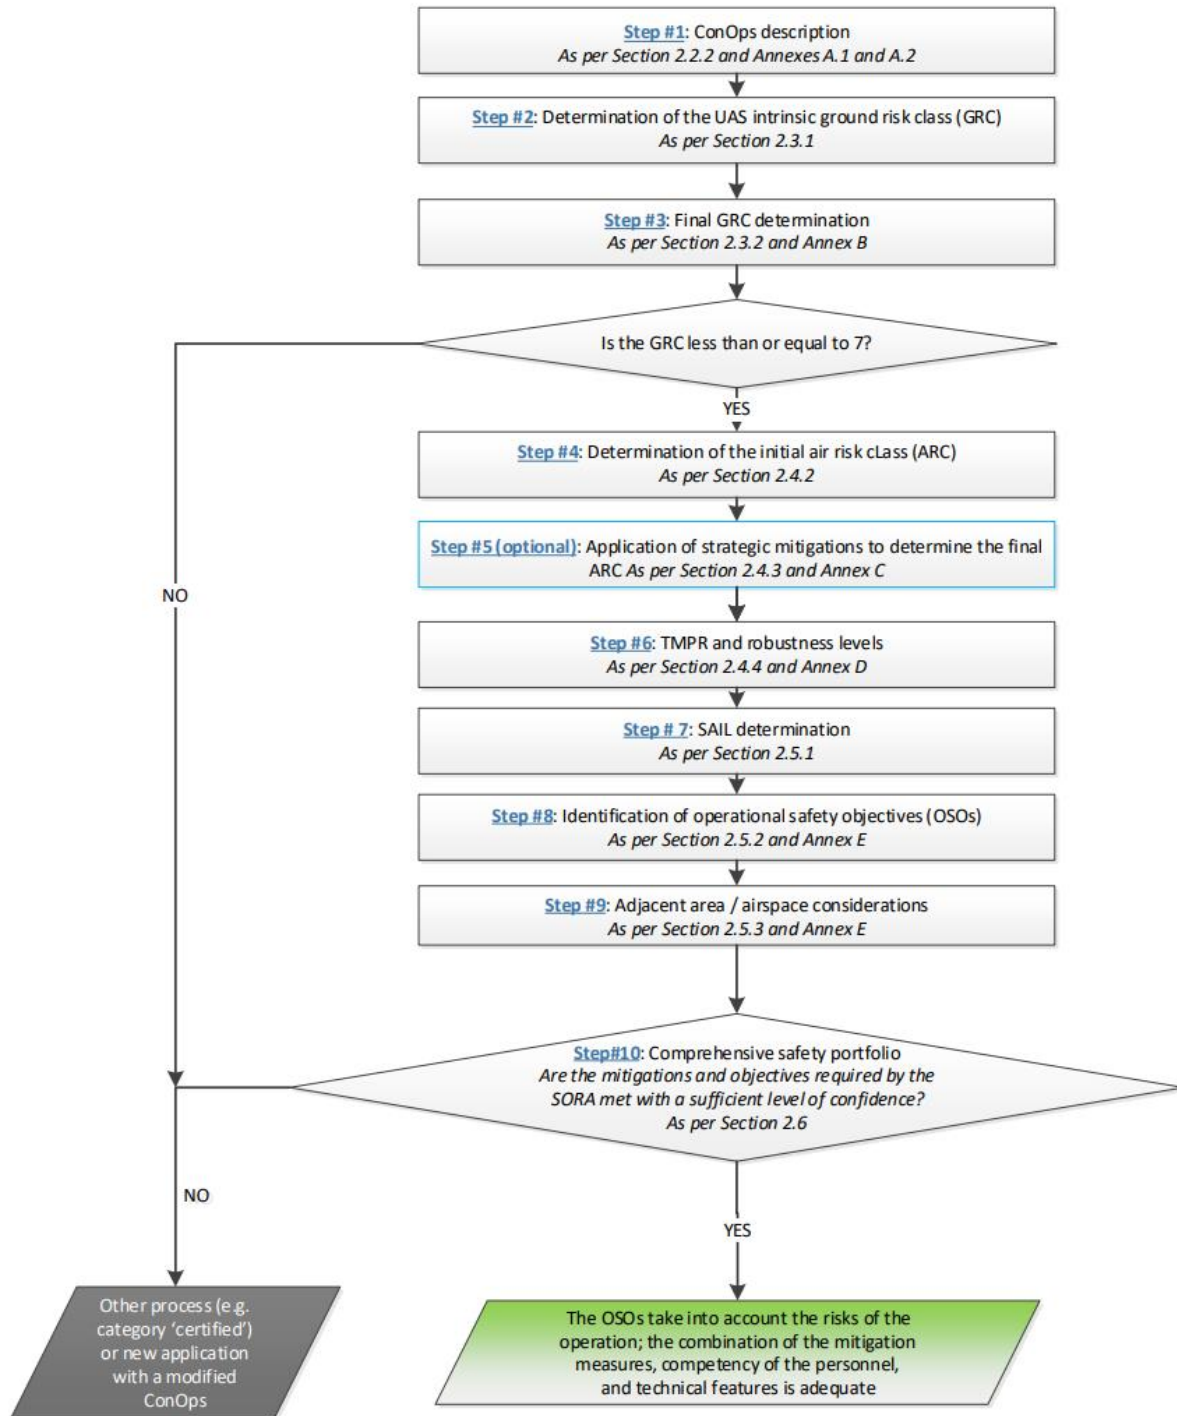 Step #1: ConOps description
As per Section 2.2.2 and Annexes A.1 and A.2
Step #2: Determination of the UAS intrinsic ground risk class (GRC)
As per Section 2.3.1
Step #3: Final GRC determination
As per Section 2.3.2 and Annex B
Is the GRC less than or equal to 7?
YES
Step #4: Determination of the initial air risk cLass (ARC)
As per Section 2.4.2
Step #5 (optional): Application of strategic mitigations to determine the final
ARC As per Section 2.4.3 and Annex C
NO
Step #6: TMPR and robustness levels
As per Section 2.4.4 and Annex D
Step # 7: SAIL determination
As per Section 2.5.1
Step #8: Identification of operational safety objectives (OSOs)
As per Section 2.5.2 and Annex E
Step #9: Adjacent area / airspace considerations
As per Section 2.5.3 and Annex E
Step#10: Comprehensive safety portfolio
Are the mitigations and objectives required by the
SORA met with a sufficient level of confidence?
As per Section 2.6
NO
YES
Other process (e.g.
category ‘certified’)
or new application
with a modified
ConOps
The OSOs take into account the risks of the
operation; the combination of the mitigation
measures, competency of the personnel,
and technical features is adequate